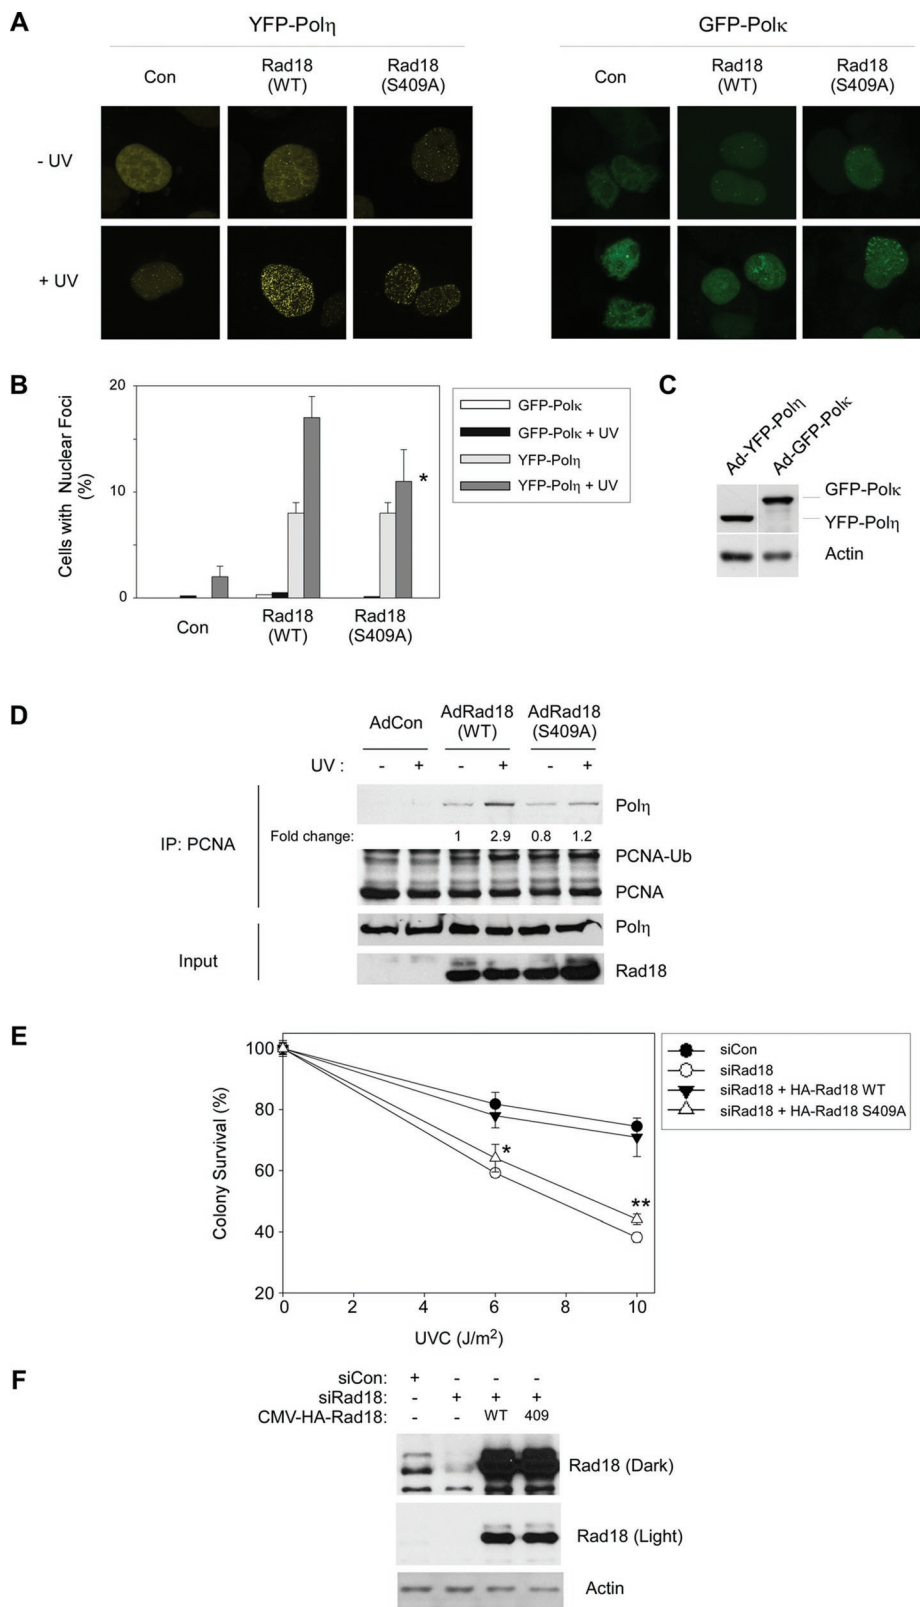 A
YFP-Polη
GFP-Polκ
Con
Rad18
(WT)
Rad18
(S409A)
Con
Rad18
(WT)
Rad18
(S409A)
- UV
+ UV
B
Cells with Nuclear Foci
(%)
20
10
0
Con
Rad18
(WT)
Rad18
(S409A)
*
GFP-Polκ
GFP-Polκ + UV
YFP-Polη
YFP-Polη + UV
C
Ad-YFP-Polη
Ad-GFP-Polκ
GFP-Polκ
YFP-Polη
Actin
D
AdCon
AdRad18
(WT)
AdRad18
(S409A)
UV : - + - + - +
IP: PCNA
Polη
Fold change: 1 2.9 0.8 1.2
PCNA-Ub
PCNA
Input
Polη
Rad18
E
Colony Survival (%)
100
80
60
40
20
0 2 4 6 8 10
UVC (J/m²)
*
**
siCon
siRad18
siRad18 + HA-Rad18 WT
siRad18 + HA-Rad18 S409A
F
siCon: + - - -
siRad18: - + + +
CMV-HA-Rad18: - - WT 409
Rad18 (Dark)
Rad18 (Light)
Actin